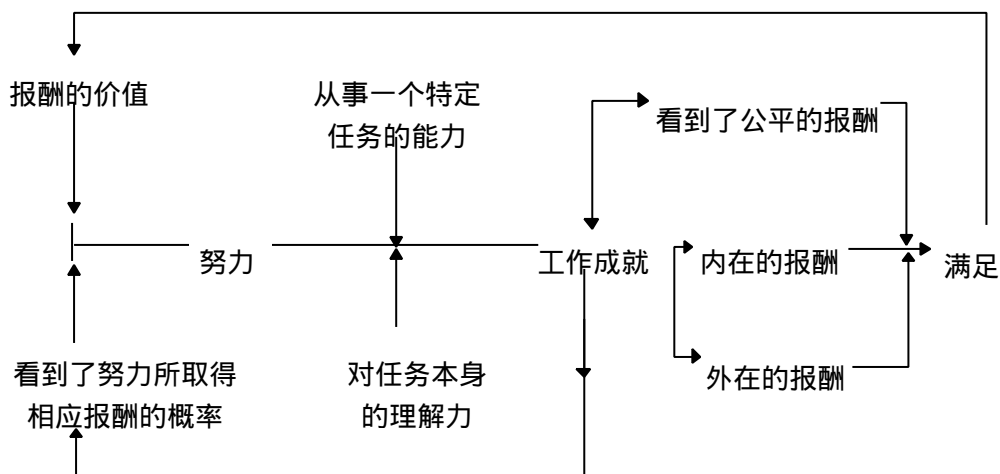 报酬的价值
从事一个特定
任务的能力
看到了公平的报酬
努力
工作成就
内在的报酬
满足
看到了努力所取得
相应报酬的概率
对任务本身
的理解力
外在的报酬